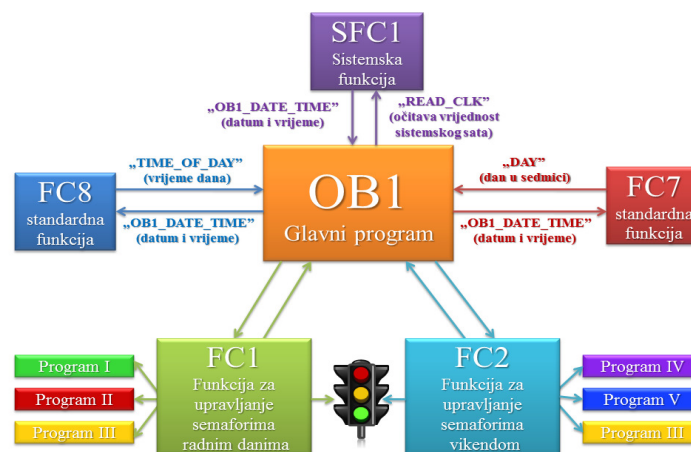 SFC1
Sistemska
funkcija
„OB1_DATE_TIME”
(datum i vrijeme)
„READ_CLK”
(očitava vrijednost
sistemskog sata)
FC8
standardna
funkcija
„TIME_OF_DAY”
(vrijeme dana)
„OB1_DATE_TIME”
(datum i vrijeme)
OB1
Glavni program
„DAY”
(dan u sedmici)
„OB1_DATE_TIME”
(datum i vrijeme)
FC7
standardna
funkcija
Program I
Program II
Program III
FC1
Funkcija za
upravljanje
semaforima
radnim danima
FC2
Funkcija za
upravljanje
semaforima
vikendom
Program IV
Program V
Program III